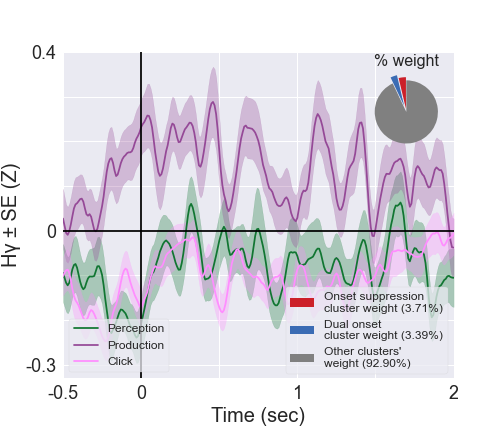 % weight
0.4
0
-0.3
Hγ ± SE (Z)
Perception
Production
Click
Onset suppression
cluster weight (3.71%)
Dual onset
cluster weight (3.39%)
Other clusters'
weight (92.90%)
-0.5
0
1
2
Time (sec)